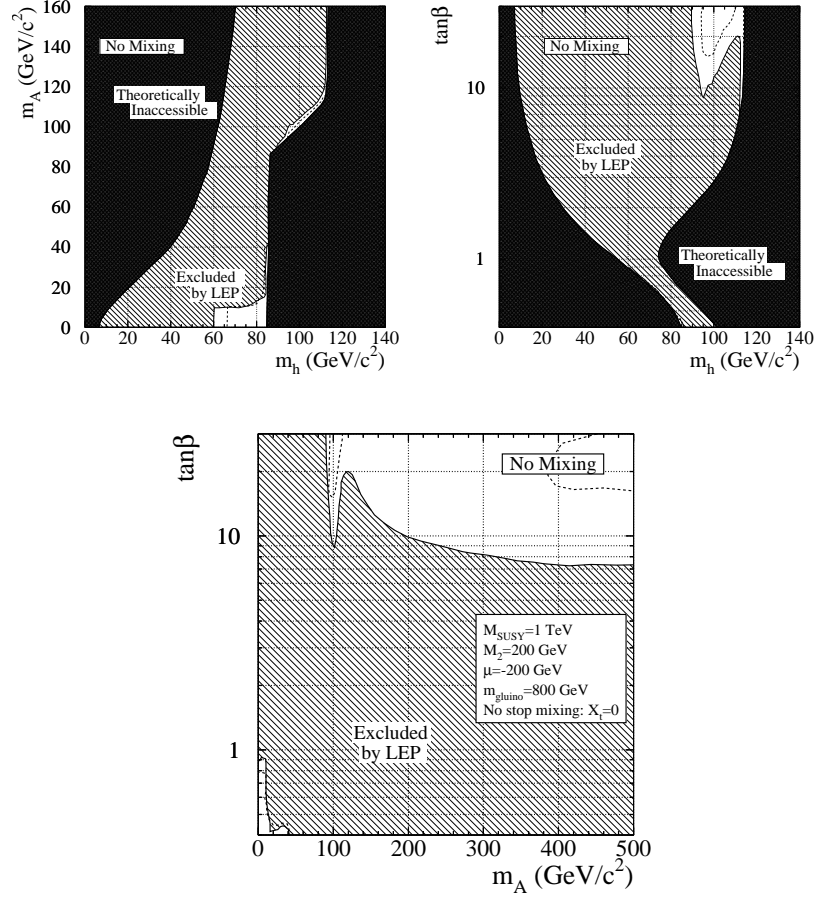 m_A (GeV/c²)
160
140
120
100
80
60
40
20
0
No Mixing
Theoretically
Inaccessible
Excluded
by LEP
0 20 40 60 80 100 120 140
m_h (GeV/c²)
tanβ
10
1
No Mixing
Excluded
by LEP
Theoretically
Inaccessible
0 20 40 60 80 100 120 140
m_h (GeV/c²)
tanβ
10
1
No Mixing
M_SUSY=1 TeV
M_2=200 GeV
μ=-200 GeV
m_gluino=800 GeV
No stop mixing: X_t=0
Excluded
by LEP
0 100 200 300 400 500
m_A (GeV/c²)